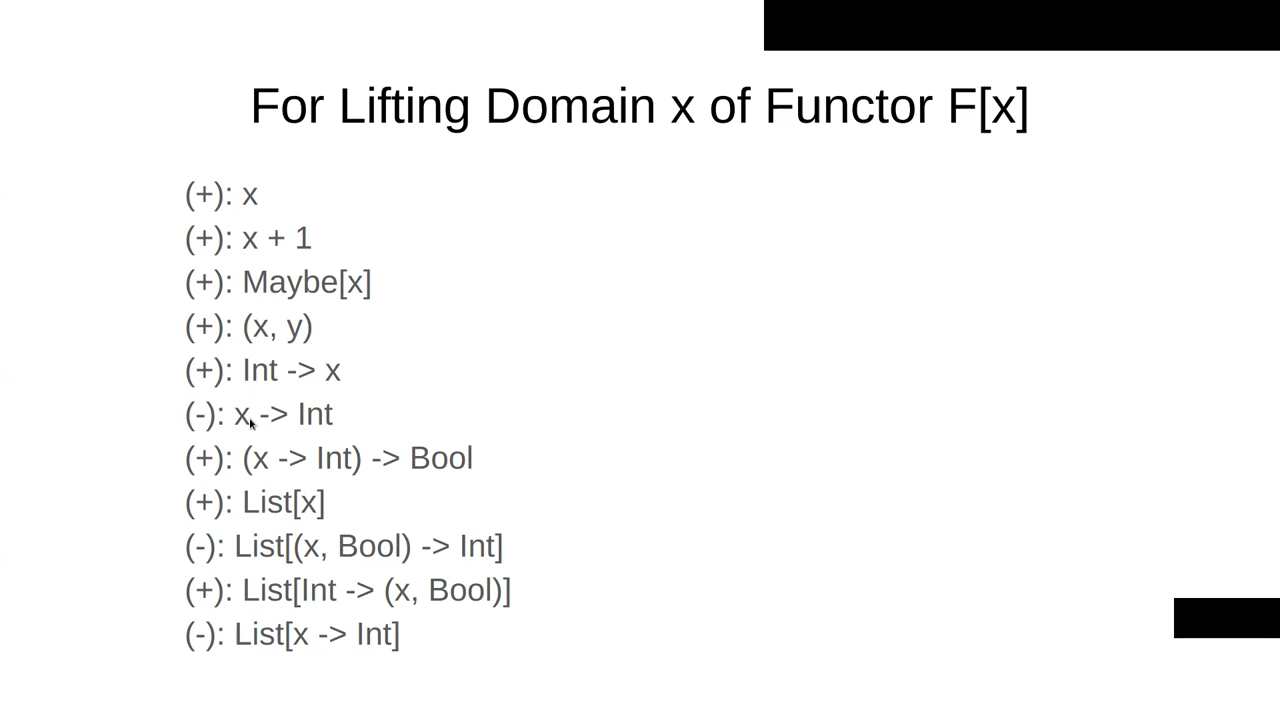 For Lifting Domain x of Functor F[x]
(+): x
(+): x + 1
(+): Maybe[x]
(+): (x, y)
(+): Int -> x
(-): x -> Int
(+): (x -> Int) -> Bool
(+): List[x]
(-): List[(x, Bool) -> Int]
(+): List[Int -> (x, Bool)]
(-): List[x -> Int]